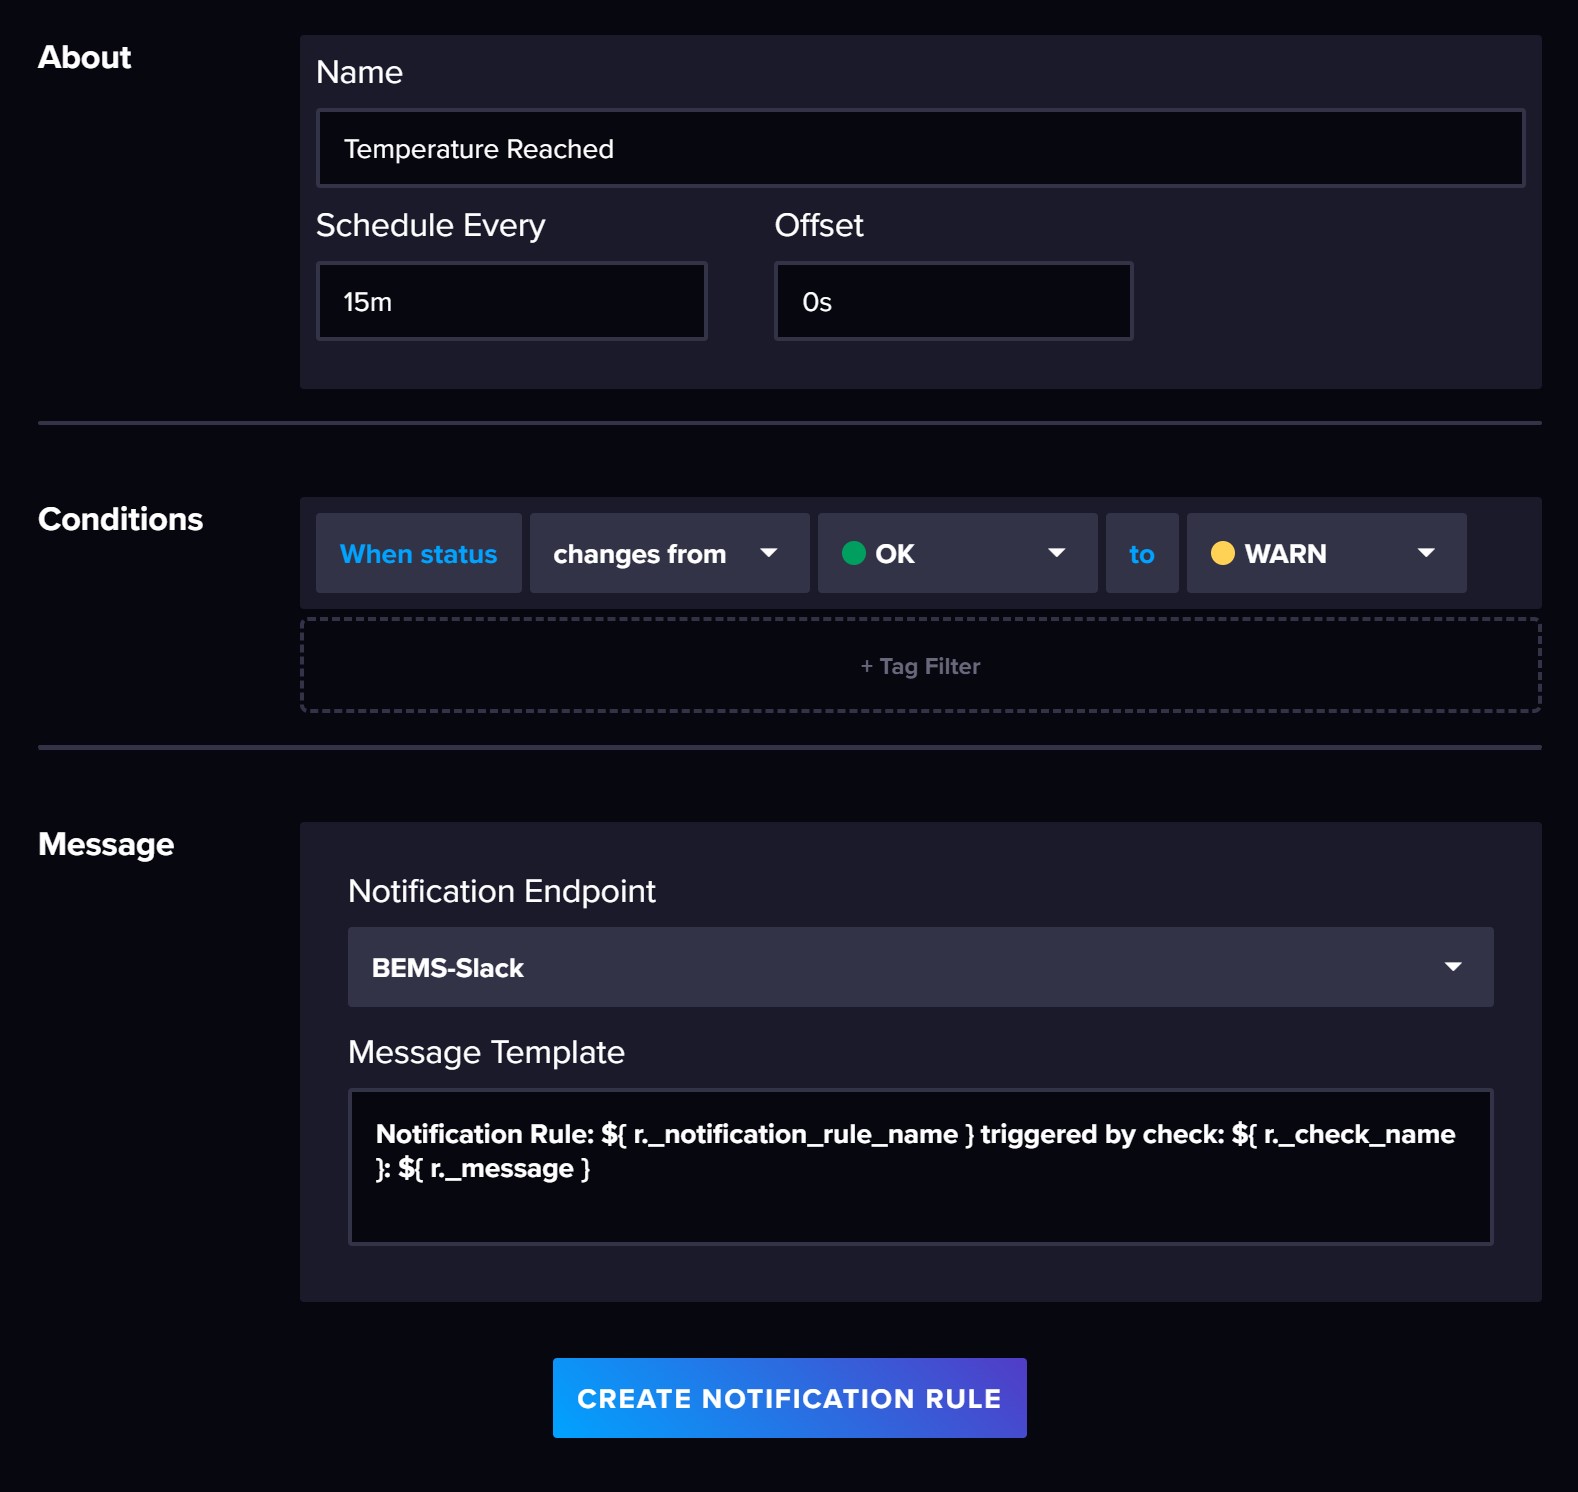 About
Name
Temperature Reached
Schedule Every
Offset
15m
0s
Conditions
When status
changes from
OK
to
WARN
+ Tag Filter
Message
Notification Endpoint
BEMS-Slack
Message Template
Notification Rule: ${ r._notification_rule_name } triggered by check: ${ r._check_name
}: ${ r._message }
CREATE NOTIFICATION RULE